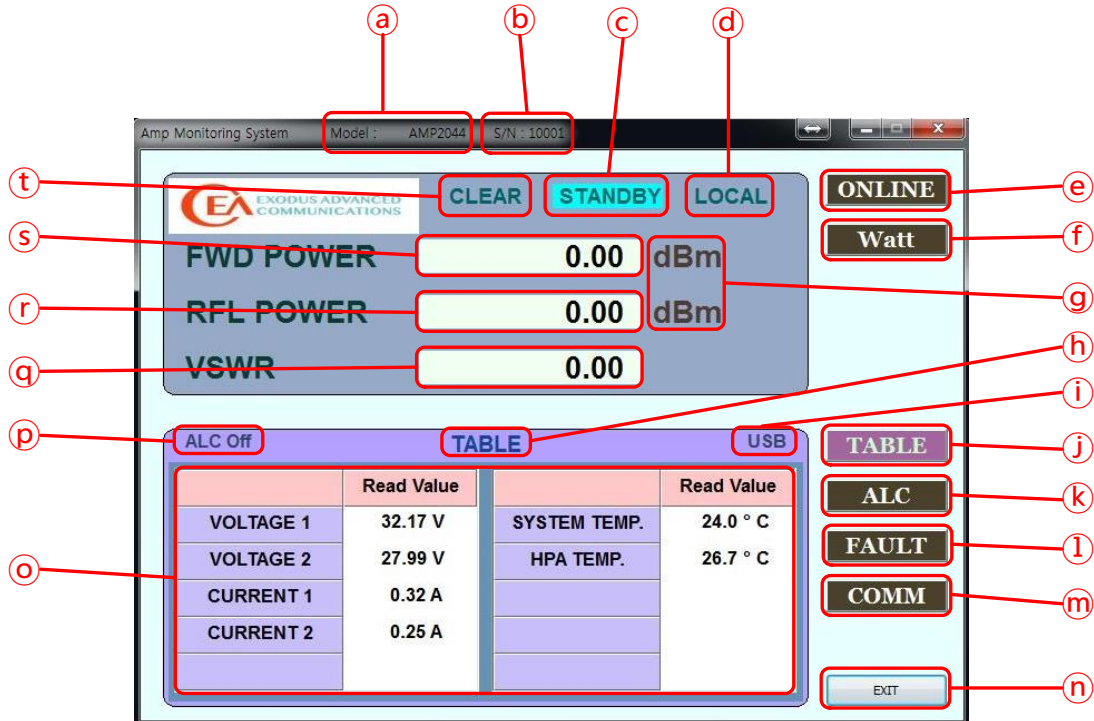 ⓐ ⓑ ⓒ ⓓ
Amp Monitoring System Model : AMP2044 S/N : 10001
ⓣ CLEAR STANDBY LOCAL ONLINE ⓔ
CEA EXODUS ADVANCED
COMMUNICATIONS
ⓢ FWD POWER 0.00 dBm Watt ⓕ
ⓡ RFL POWER 0.00 dBm ⓖ
ⓠ VSWR 0.00 ⓗ
ⓘ
ⓟ ALC Off TABLE USB TABLE ⓙ
Read Value Read Value ALC ⓚ
VOLTAGE 1 32.17 V SYSTEM TEMP. 24.0 ° C
ⓞ VOLTAGE 2 27.99 V HPA TEMP. 26.7 ° C FAULT ⓛ
CURRENT 1 0.32 A COMM ⓜ
CURRENT 2 0.25 A
EXIT ⓝ